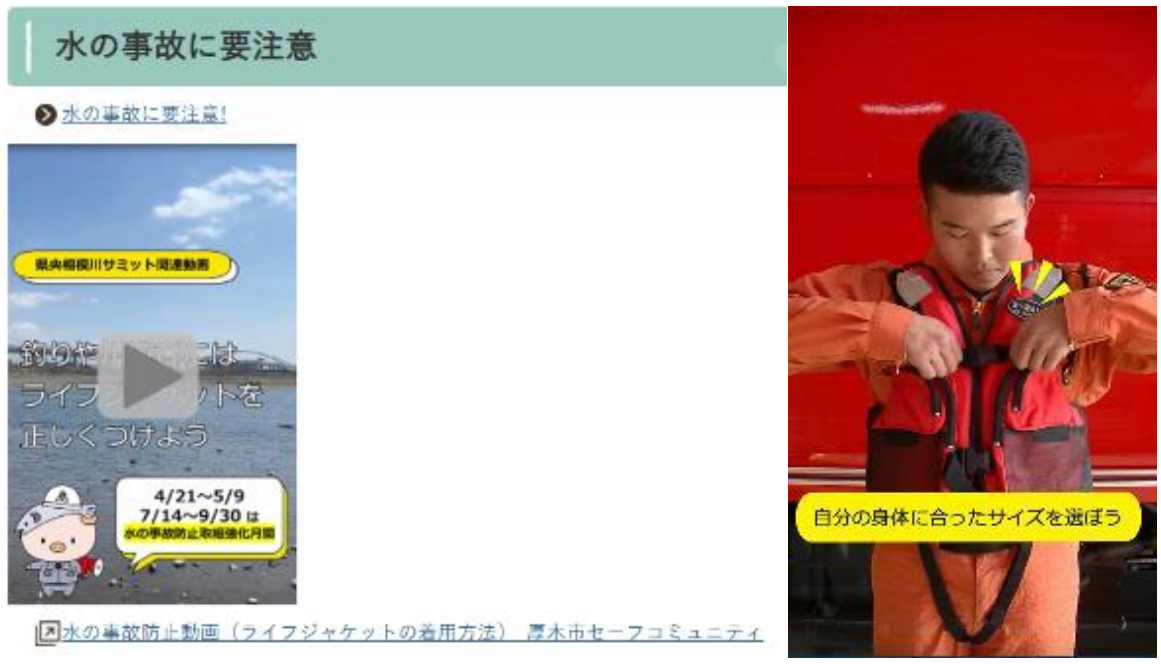 水の事故に要注意
水の事故に要注意!
県央相模川サミット関連動画
釣りや
には
ライフ
ットを
正しくつけよう
4/21～5/9
7/14～9/30 は
水の事故防止取組強化月間
水の事故防止動画（ライフジャケットの着用方法） 厚木市セーフコミュニティ
自分の身体に合ったサイズを選ぼう